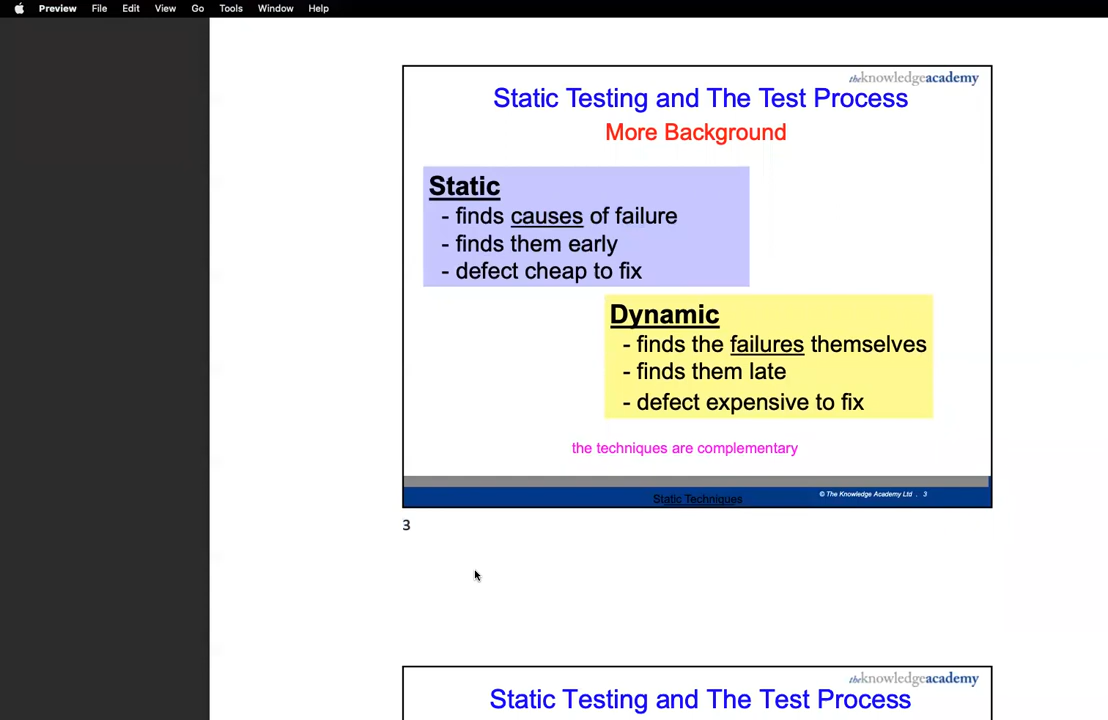 Preview File Edit View Go Tools Window Help
theknowledgeacademy
Static Testing and The Test Process
More Background
Static
- finds causes of failure
- finds them early
- defect cheap to fix
Dynamic
- finds the failures themselves
- finds them late
- defect expensive to fix
the techniques are complementary
Static Techniques
© The Knowledge Academy Ltd . 3
3
theknowledgeacademy
Static Testing and The Test Process